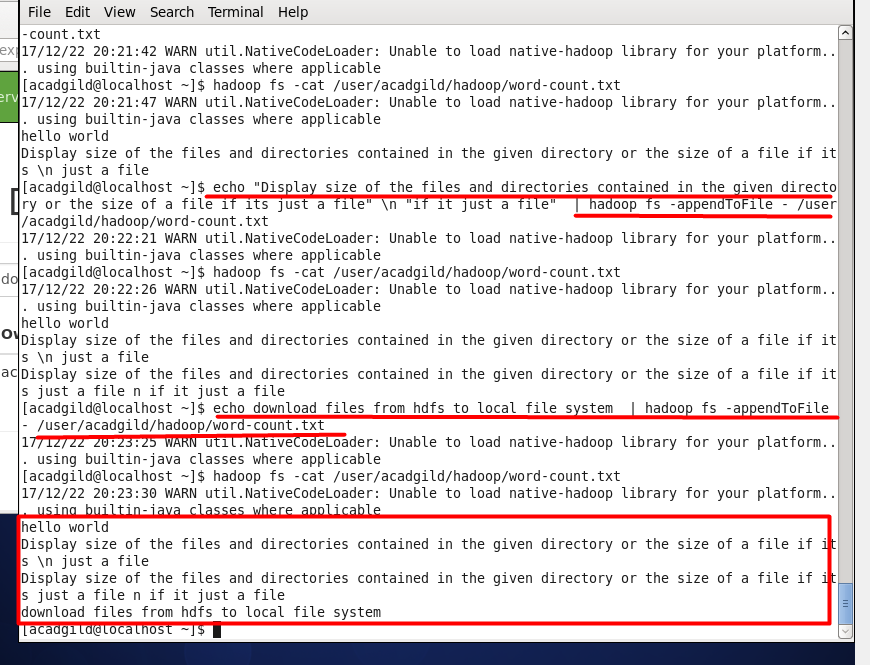 File Edit View Search Terminal Help
-count.txt
17/12/22 20:21:42 WARN util.NativeCodeLoader: Unable to load native-hadoop library for your platform..
. using builtin-java classes where applicable
[acadgild@localhost ~]$ hadoop fs -cat /user/acadgild/hadoop/word-count.txt
17/12/22 20:21:47 WARN util.NativeCodeLoader: Unable to load native-hadoop library for your platform..
. using builtin-java classes where applicable
hello world
Display size of the files and directories contained in the given directory or the size of a file if it
s \n just a file
[acadgild@localhost ~]$ echo "Display size of the files and directories contained in the given directo
ry or the size of a file if its just a file" \n "if it just a file"  | hadoop fs -appendToFile - /user
/acadgild/hadoop/word-count.txt
17/12/22 20:22:21 WARN util.NativeCodeLoader: Unable to load native-hadoop library for your platform..
. using builtin-java classes where applicable
[acadgild@localhost ~]$ hadoop fs -cat /user/acadgild/hadoop/word-count.txt
17/12/22 20:22:26 WARN util.NativeCodeLoader: Unable to load native-hadoop library for your platform..
. using builtin-java classes where applicable
hello world
Display size of the files and directories contained in the given directory or the size of a file if it
s \n just a file
Display size of the files and directories contained in the given directory or the size of a file if it
s just a file n if it just a file
[acadgild@localhost ~]$ echo download files from hdfs to local file system  | hadoop fs -appendToFile
- /user/acadgild/hadoop/word-count.txt
17/12/22 20:23:25 WARN util.NativeCodeLoader: Unable to load native-hadoop library for your platform..
. using builtin-java classes where applicable
[acadgild@localhost ~]$ hadoop fs -cat /user/acadgild/hadoop/word-count.txt
17/12/22 20:23:30 WARN util.NativeCodeLoader: Unable to load native-hadoop library for your platform..
. using builtin-java classes where applicable
hello world
Display size of the files and directories contained in the given directory or the size of a file if it
s \n just a file
Display size of the files and directories contained in the given directory or the size of a file if it
s just a file n if it just a file
download files from hdfs to local file system
[acadgild@localhost ~]$